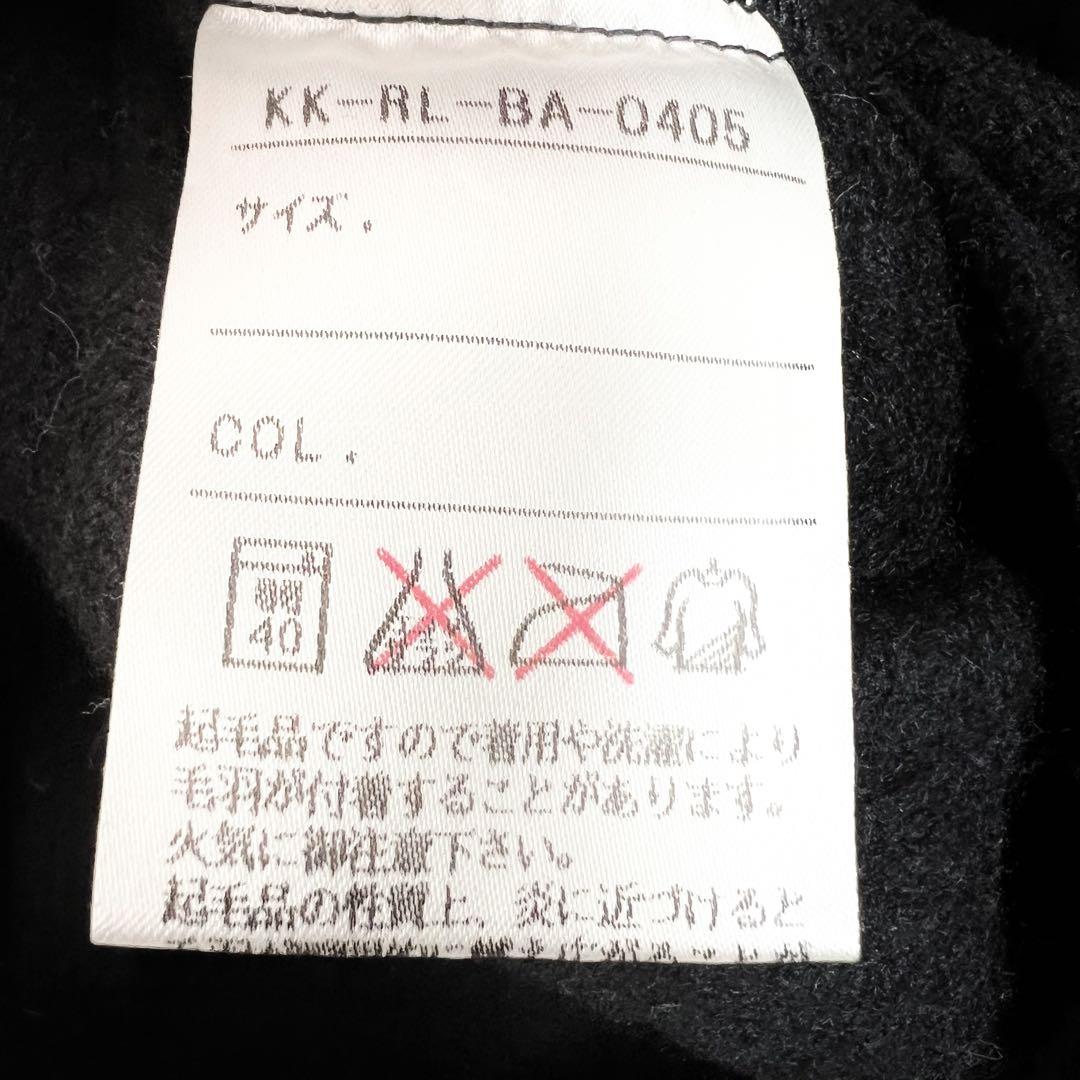 KK-RL-BA-0405
サイズ.
COL.
40
起毛品ですので着用や洗濯により
毛羽が付着することがあります。
火気に御注意下さい。
起毛品の性質上、炎に近づけると